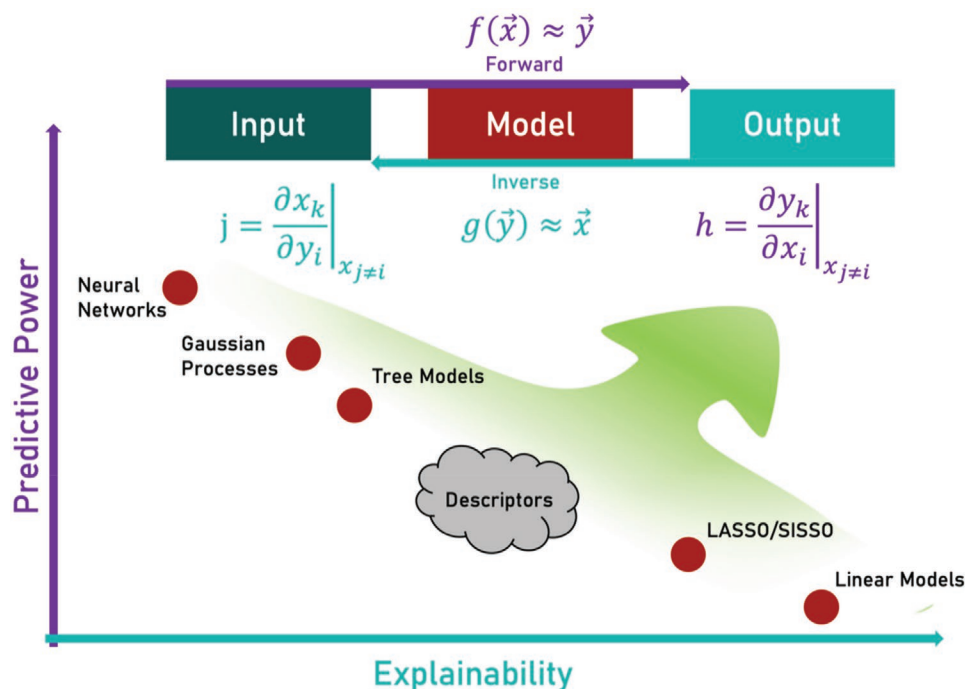 f(x⃗) ≈ y⃗
Forward
Input
Model
Output
Inverse
j = ∂x_k/∂y_i |_{x_{j≠i}}
g(y⃗) ≈ x⃗
h = ∂y_k/∂x_i |_{x_{j≠i}}
Predictive Power
Neural
Networks
Gaussian
Processes
Tree Models
Descriptors
LASSO/SISSO
Linear Models
Explainability